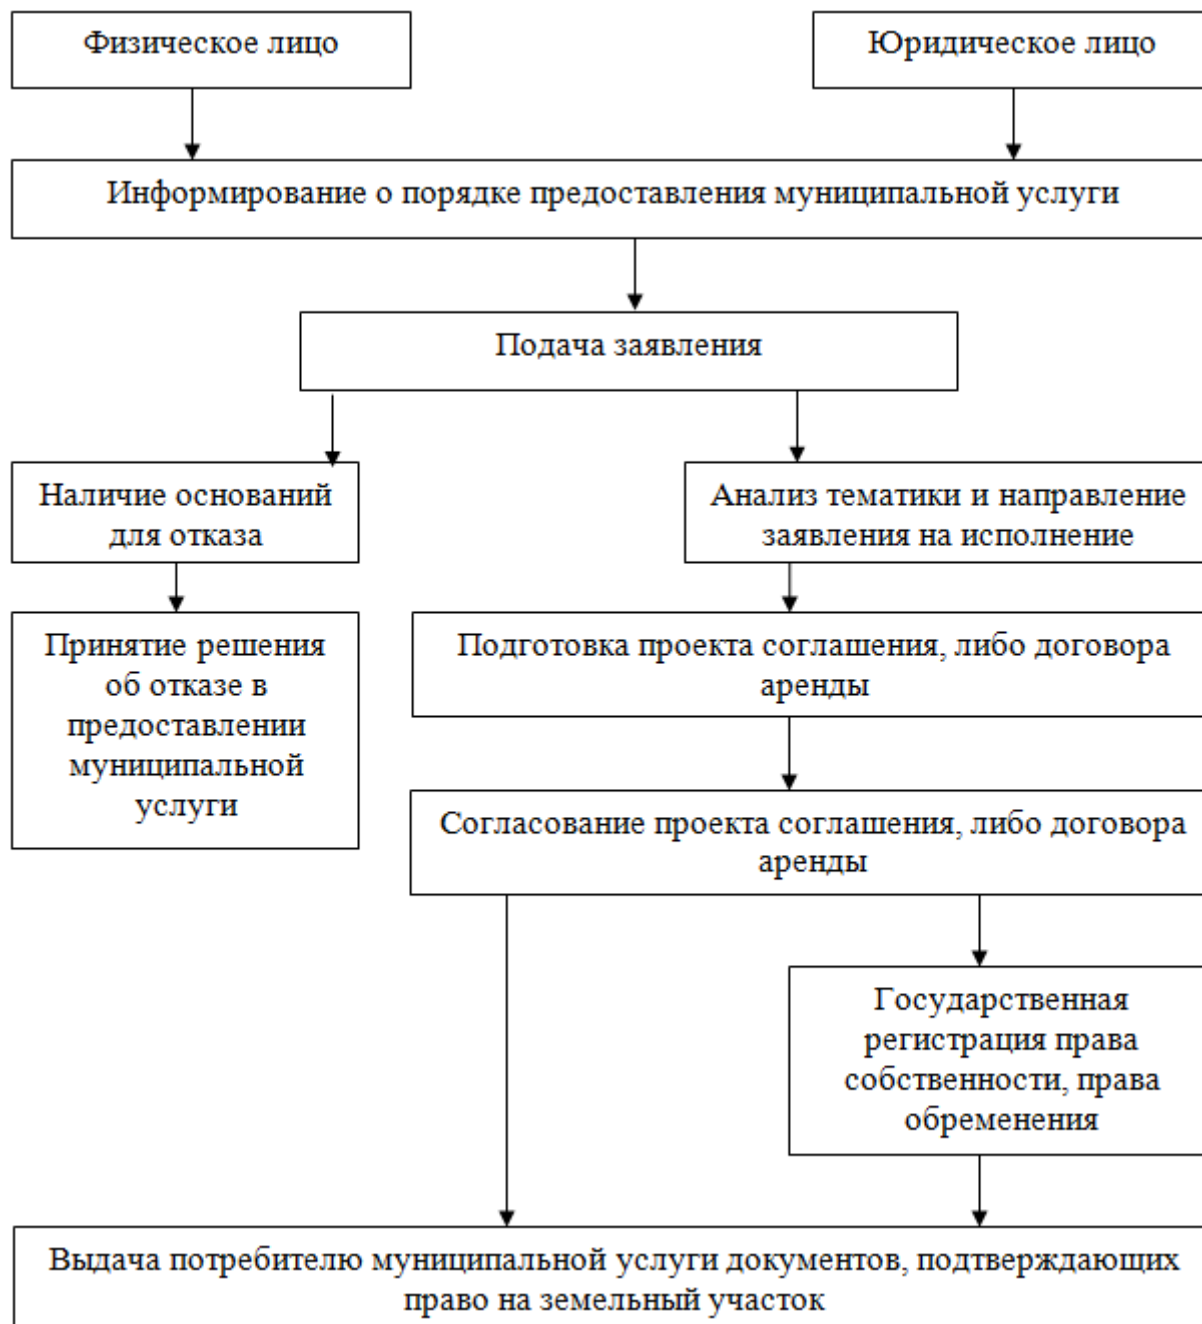 Физическое лицо
Юридическое лицо
Информирование о порядке предоставления муниципальной услуги
Подача заявления
Наличие оснований
для отказа
Анализ тематики и направление
заявления на исполнение
Принятие решения
об отказе в
предоставлении
муниципальной
услуги
Подготовка проекта соглашения, либо договора
аренды
Согласование проекта соглашения, либо договора
аренды
Государственная
регистрация права
собственности, права
обременения
Выдача потребителю муниципальной услуги документов, подтверждающих
право на земельный участок